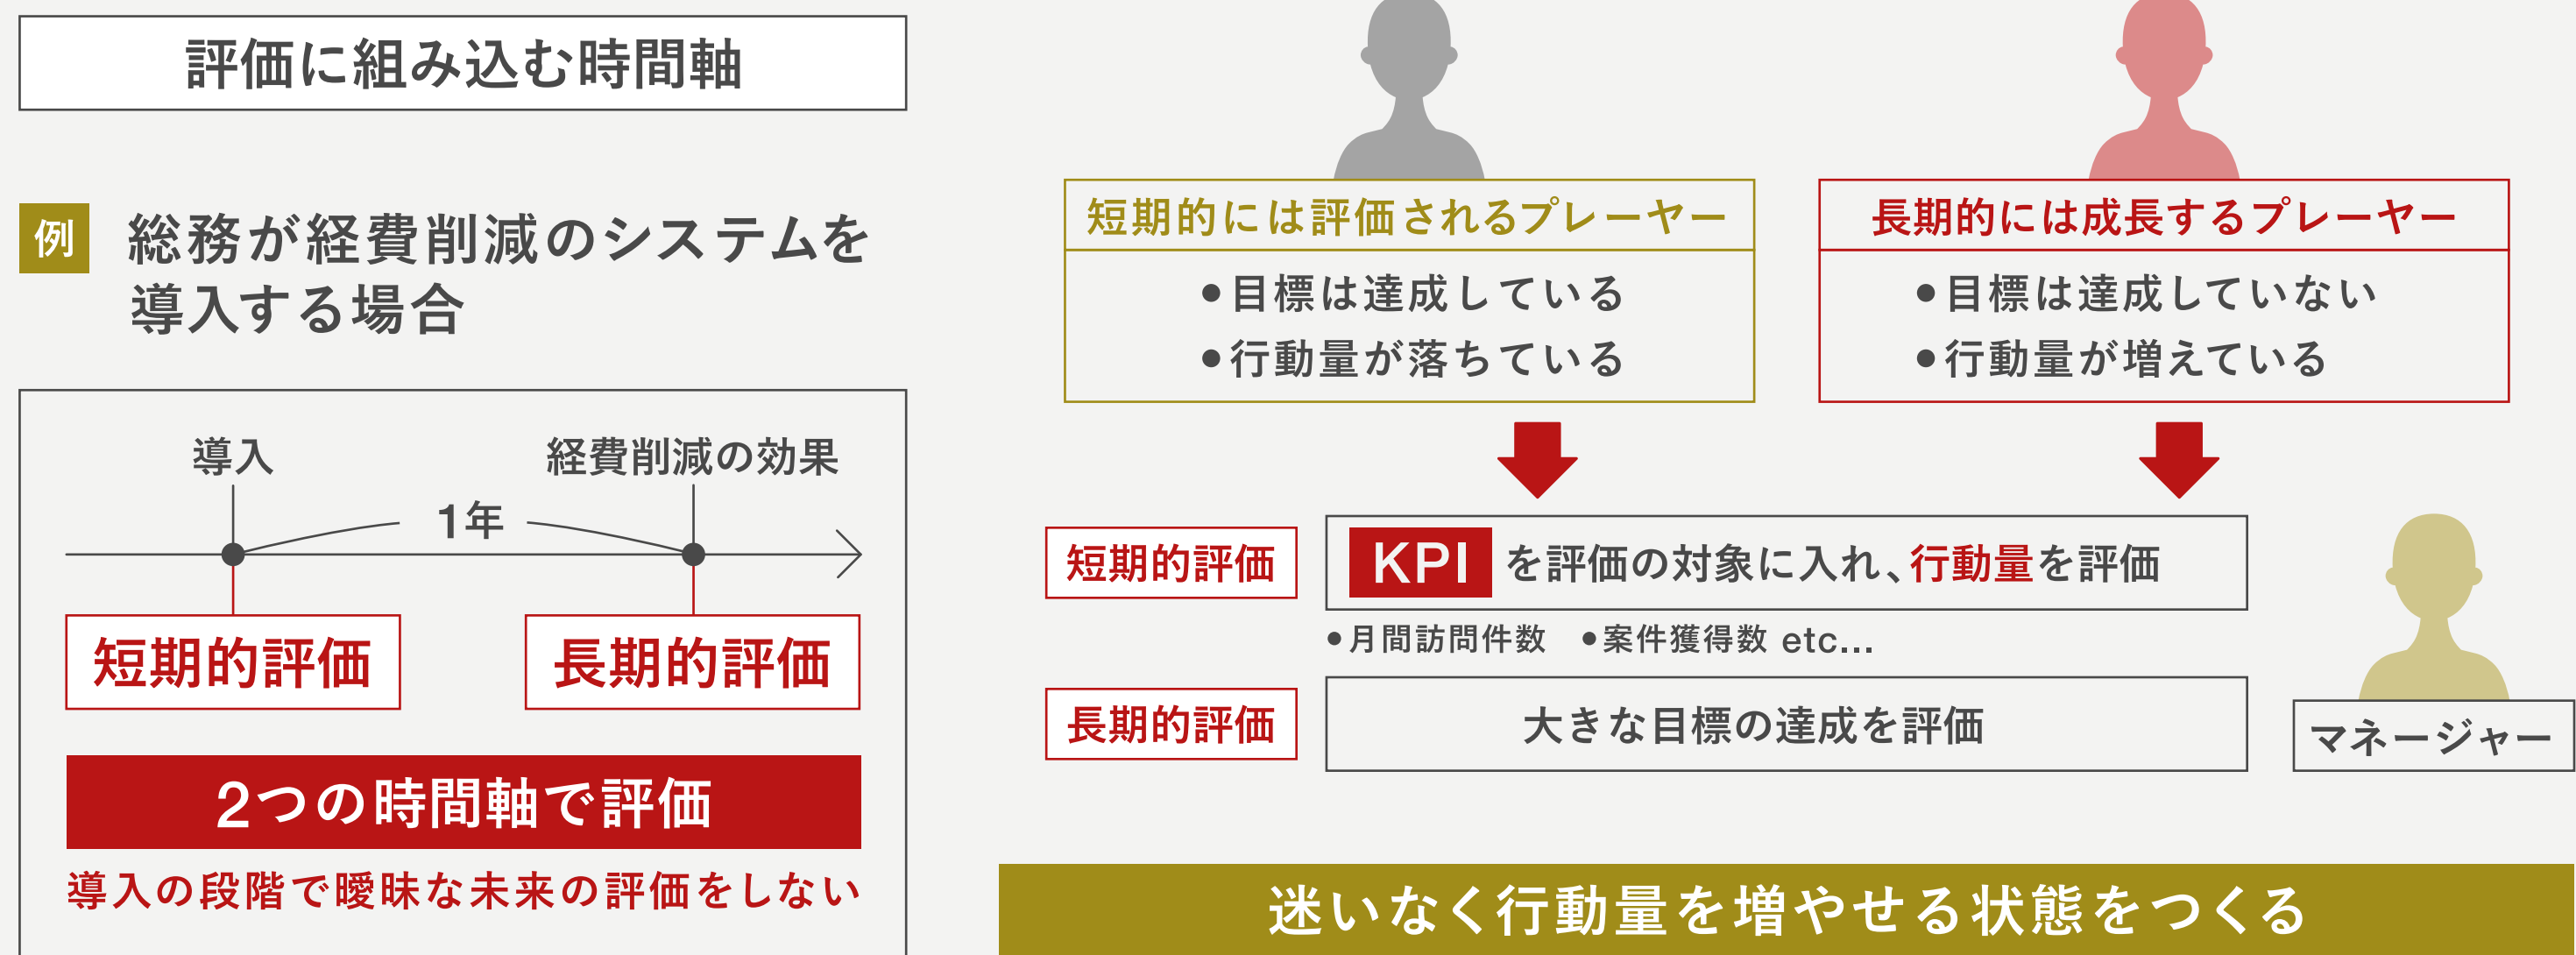 評価に組み込む時間軸
例 総務が経費削減のシステムを
導入する場合
導入
経費削減の効果
1年
短期的評価
長期的評価
2つの時間軸で評価
導入の段階で曖昧な未来の評価をしない
短期的には評価されるプレーヤー
●目標は達成している
●行動量が落ちている
長期的には成長するプレーヤー
●目標は達成していない
●行動量が増えている
短期的評価
KPI を評価の対象に入れ、行動量を評価
●月間訪問件数 ●案件獲得数 etc...
長期的評価
大きな目標の達成を評価
マネージャー
迷いなく行動量を増やせる状態をつくる